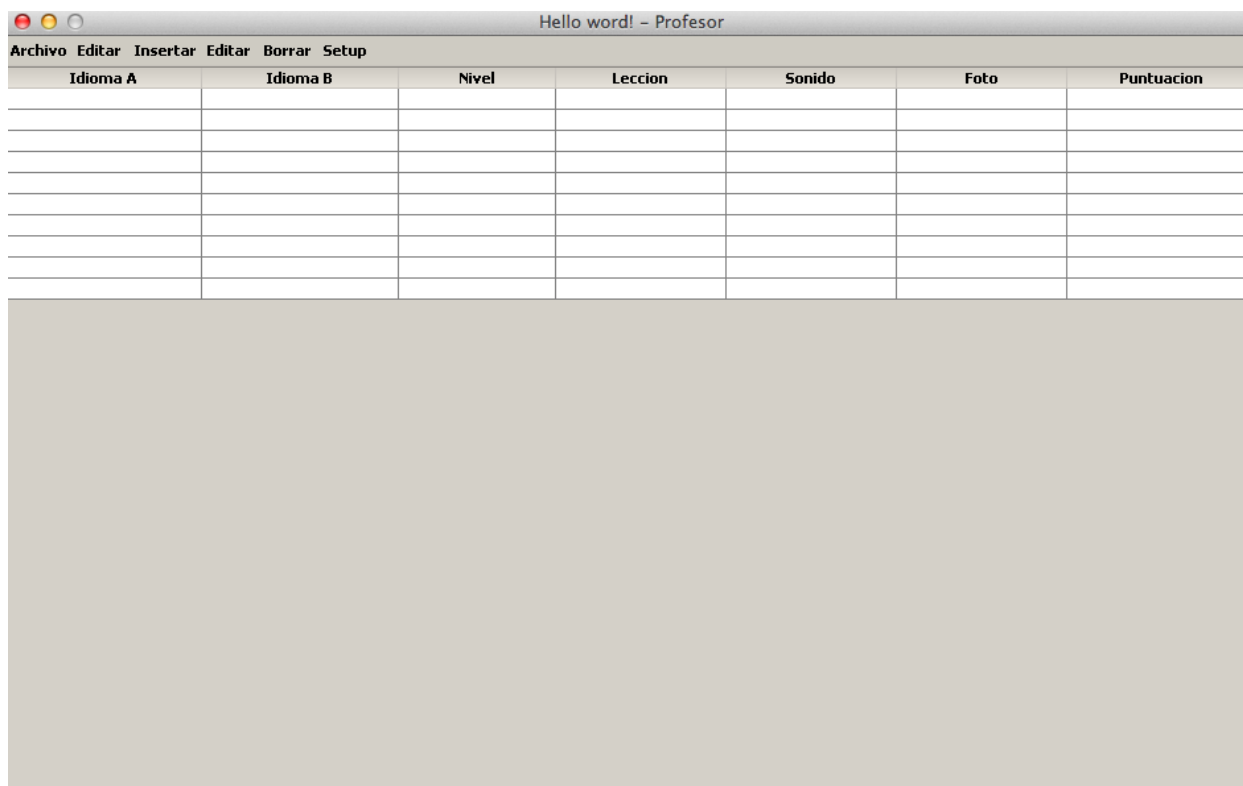 Hello word! – Profesor
Archivo Editar Insertar Editar Borrar Setup
Idioma A Idioma B Nivel Leccion Sonido Foto Puntuacion